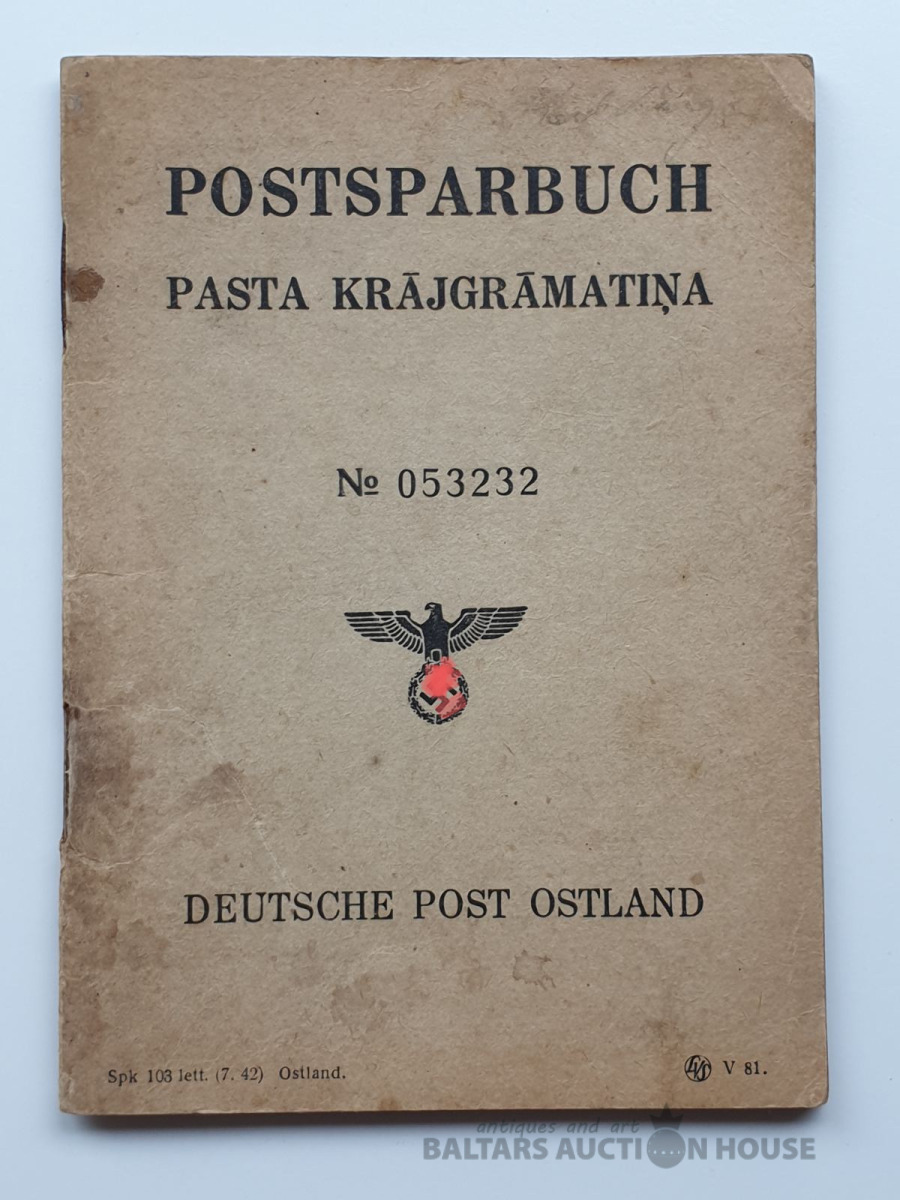 POSTSPARBUCH
PASTA KRĀJGRĀMATIŅA
№ 053232
DEUTSCHE POST OSTLAND
Spk 103 lett. (7. 42) Ostland.
V 81.
antiques and art
BALTARS AUCTION HOUSE